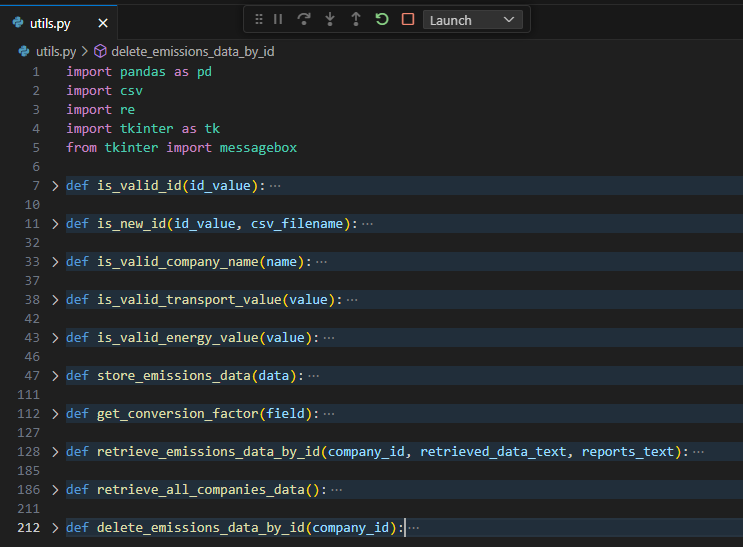 utils.py
Launch
utils.py > delete_emissions_data_by_id
1 import pandas as pd
2 import csv
3 import re
4 import tkinter as tk
5 from tkinter import messagebox
6
7 > def is_valid_id(id_value): ···
10
11 > def is_new_id(id_value, csv_filename): ···
32
33 > def is_valid_company_name(name): ···
37
38 > def is_valid_transport_value(value): ···
42
43 > def is_valid_energy_value(value): ···
46
47 > def store_emissions_data(data): ···
111
112 > def get_conversion_factor(field): ···
127
128 > def retrieve_emissions_data_by_id(company_id, retrieved_data_text, reports_text): ···
185
186 > def retrieve_all_companies_data(): ···
211
212 > def delete_emissions_data_by_id(company_id): ···